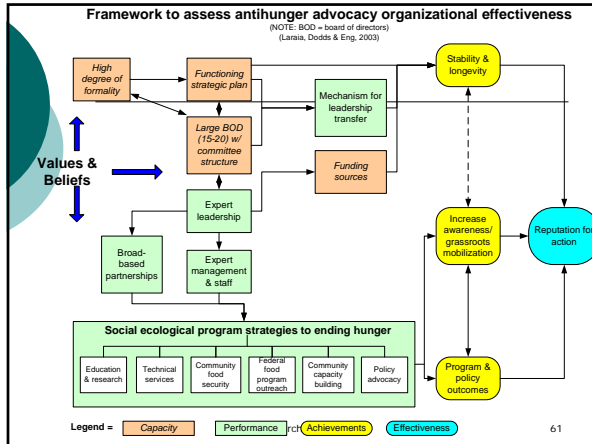 Framework to assess antihunger advocacy organizational effectiveness
(NOTE: BOD = board of directors)
(Laraia, Dodds & Eng, 2003)
High
degree of
formality
Functioning
strategic plan
Stability &
longevity
Mechanism for
leadership
transfer
Large BOD
(15-20) w/
committee
structure
Values &
Beliefs
Funding
sources
Expert
leadership
Increase
awareness/
grassroots
mobilization
Reputation for
action
Broad-
based
partnerships
Expert
management
& staff
Social ecological program strategies to ending hunger
Education
& research
Technical
services
Community
food
security
Federal
food
program
outreach
Community
capacity
building
Policy
advocacy
Program &
policy
outcomes
Legend =
Capacity
Performance
rch
Achievements
Effectiveness
61